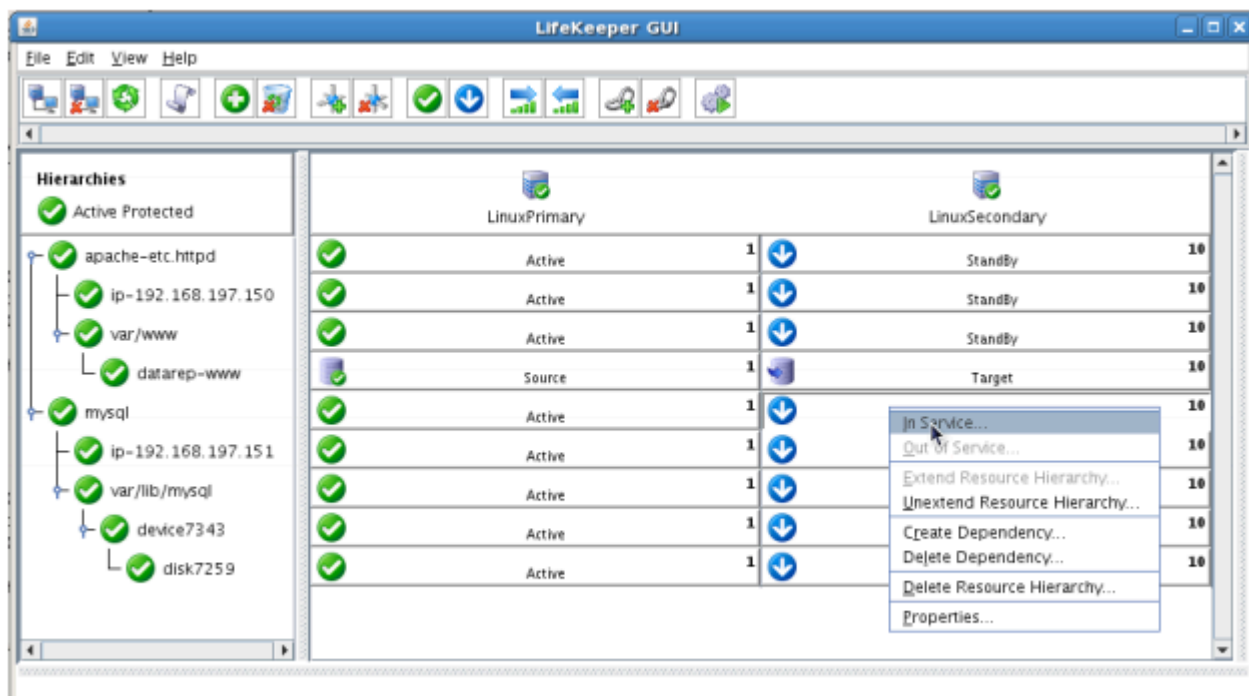 LifeKeeper GUI
File Edit View Help
Hierarchies
Active Protected
LinuxPrimary
LinuxSecondary
apache-etc.httpd
Active 1
StandBy 10
ip-192.168.197.150
Active 1
StandBy 10
var/www
Active 1
StandBy 10
datarep-www
Source 1
Target 10
mysql
Active 1
10
ip-192.168.197.151
Active 1
10
var/lib/mysql
Active 1
10
device7343
Active 1
10
disk7259
Active 1
10
In Service...
Out of Service...
Extend Resource Hierarchy...
Unextend Resource Hierarchy...
Create Dependency...
Delete Dependency...
Delete Resource Hierarchy...
Properties...